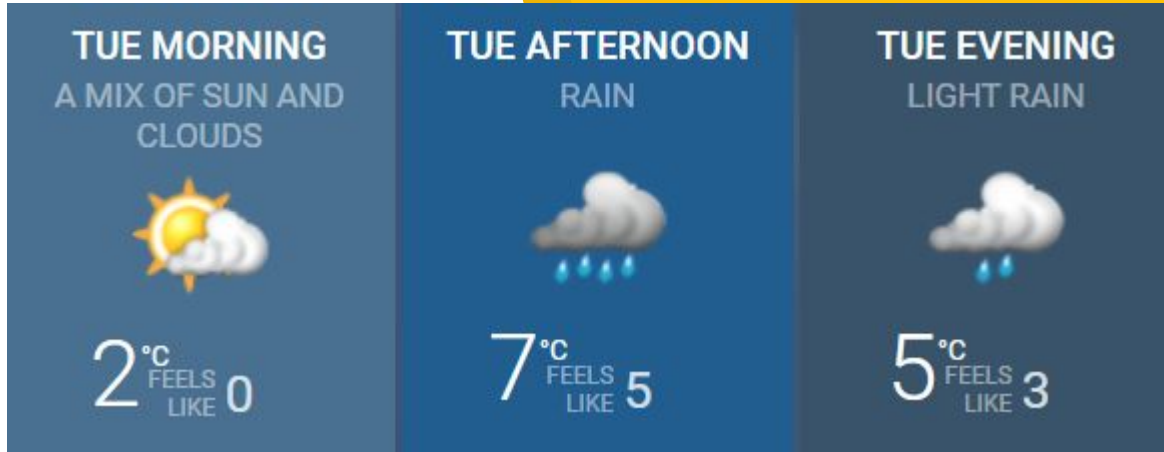 TUE MORNING
A MIX OF SUN AND
CLOUDS
2 °C
FEELS
LIKE 0
TUE AFTERNOON
RAIN
7 °C
FEELS
LIKE 5
TUE EVENING
LIGHT RAIN
5 °C
FEELS
LIKE 3